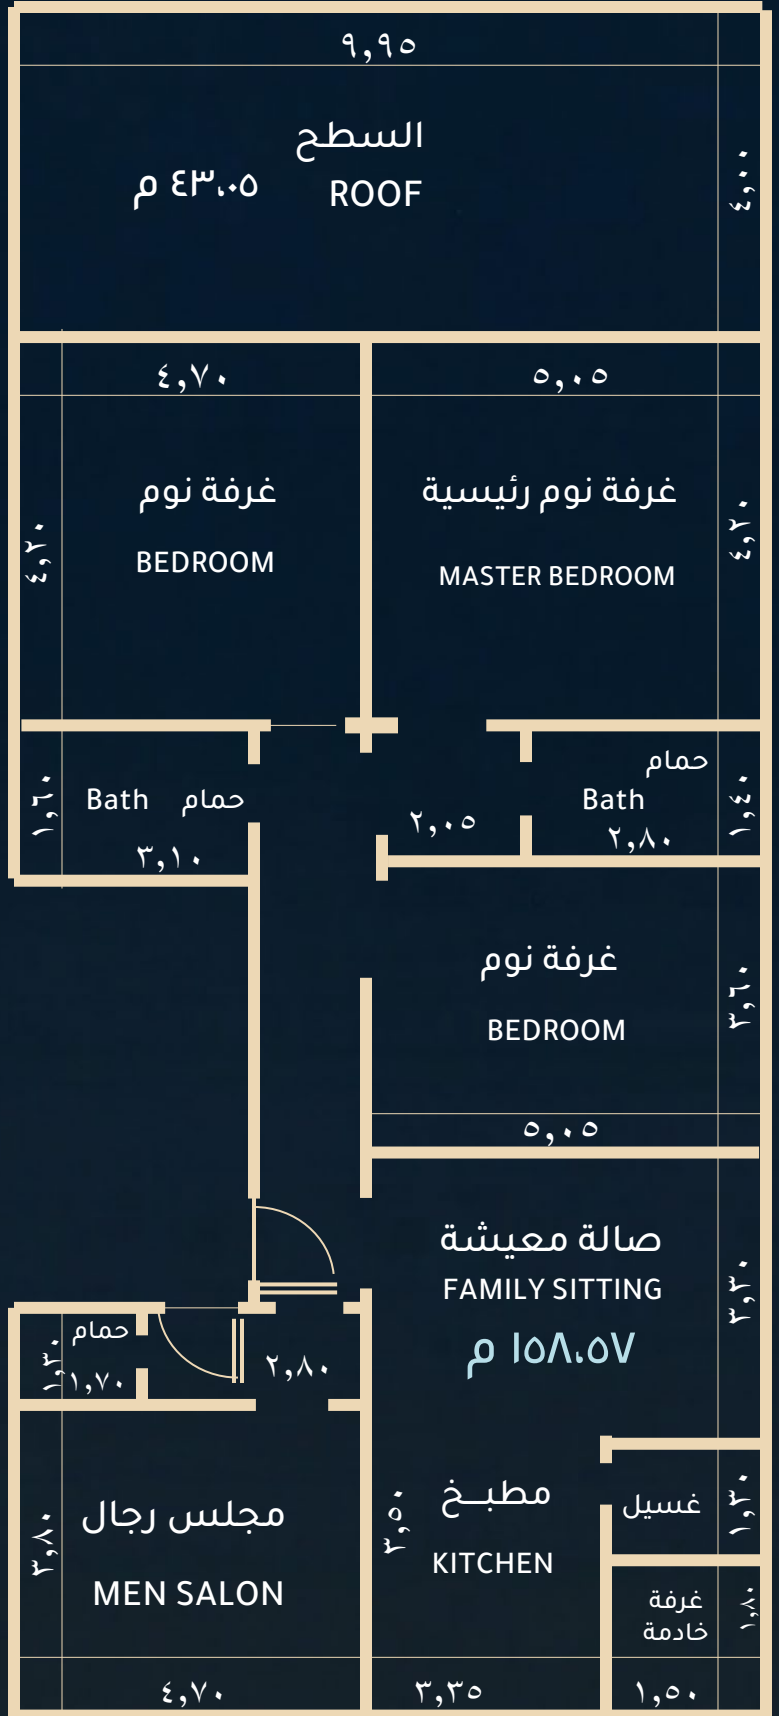 ٩,٩٥
السطح
٤٣،٠٥ م
ROOF
٤,٠٠
٤,٧٠
٥,٠٥
غرفة نوم
BEDROOM
٤,٢٠
غرفة نوم رئيسية
MASTER BEDROOM
٤,٢٠
١,٦٠
Bath حمام
٣,١٠
٢,٠٥
حمام
Bath
٢,٨٠
١,٤٠
غرفة نوم
BEDROOM
٣,٦٠
٥,٠٥
صالة معيشة
FAMILY SITTING
١٥٨،٥٧ م
٣,٣٠
حمام
١,٣٠
١,٧٠
٢,٨٠
مجلس رجال
MEN SALON
٣,٨٠
٤,٧٠
مطبـخ
KITCHEN
٣,٥٠
٣,٣٥
غسيل
١,٣٠
غرفة
خادمة
١,٨٠
١,٥٠